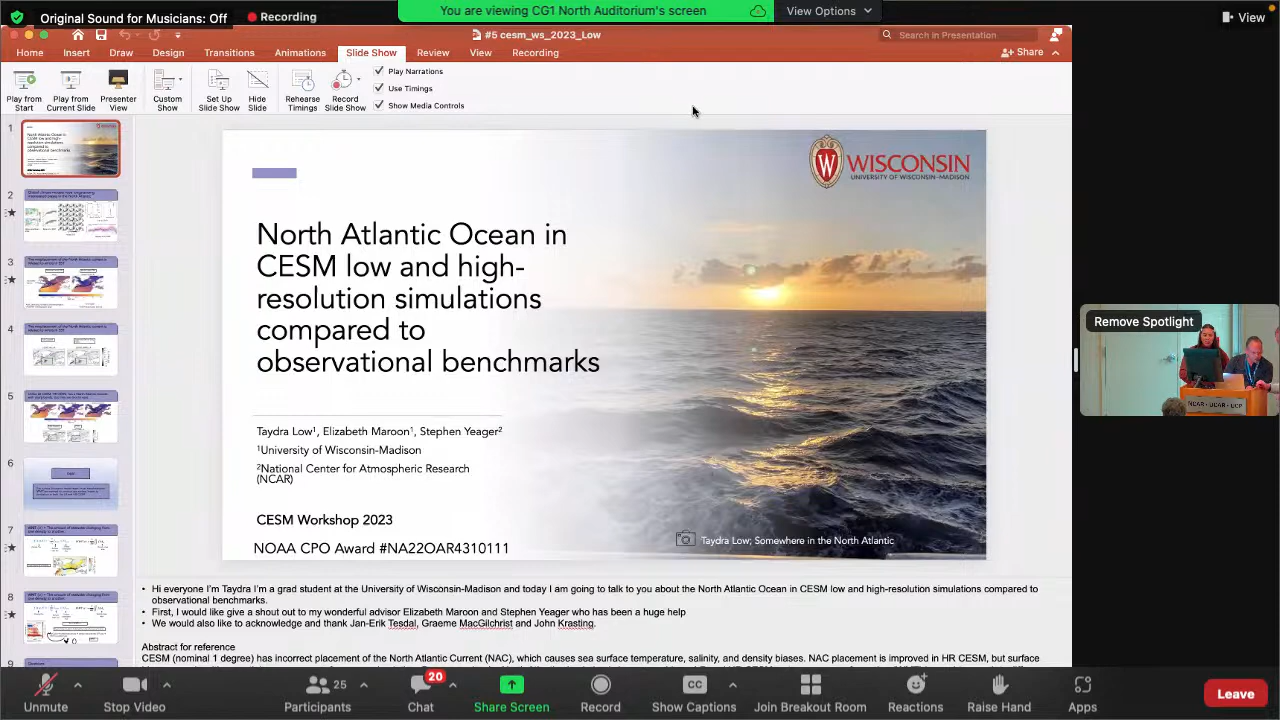 Original Sound for Musicians: Off
Recording
You are viewing CG1 North Auditorium's screen
View Options
View
#5 cesm_ws_2023_Low
Search in Presentation
Home Insert Draw Design Transitions Animations Slide Show Review View Recording
Share
Play from Start
Play from Current Slide
Presenter View
Custom Show
Set Up Slide Show
Hide Slide
Rehearse Timings
Record Slide Show
Play Narrations
Use Timings
Show Media Controls
1
2
3
4
5
6
7
8
9
W
WISCONSIN
UNIVERSITY OF WISCONSIN–MADISON
North Atlantic Ocean in
CESM low and high-
resolution simulations
compared to
observational benchmarks
Taydra Low1, Elizabeth Maroon1, Stephen Yeager2
1University of Wisconsin-Madison
2National Center for Atmospheric Research
(NCAR)
CESM Workshop 2023
NOAA CPO Award #NA22OAR4310111
Taydra Low; Somewhere in the North Atlantic
• Hi everyone I'm Taydra I'm a grad student at the University of Wisconsin-Madison and today I am going to talk to you about the North Atlantic Ocean in CESM low and high-resolution simulations compared to
observational benchmarks.
• First, I would like give a shout out to my wonderful advisor Elizabeth Maroon and Stephen Yeager who has been a huge help
• We would also like to acknowledge and thank Jan-Erik Tesdal, Graeme MacGilchrist and John Krasting.
Abstract for reference
CESM (nominal 1 degree) has incorrect placement of the North Atlantic Current (NAC), which causes sea surface temperature, salinity, and density biases. NAC placement is improved in HR CESM, but surface
Remove Spotlight
NCAR · UCAR · UCP
Unmute
Stop Video
25
Participants
20
Chat
Share Screen
Record
CC
Show Captions
Join Breakout Room
Reactions
Raise Hand
Apps
Leave